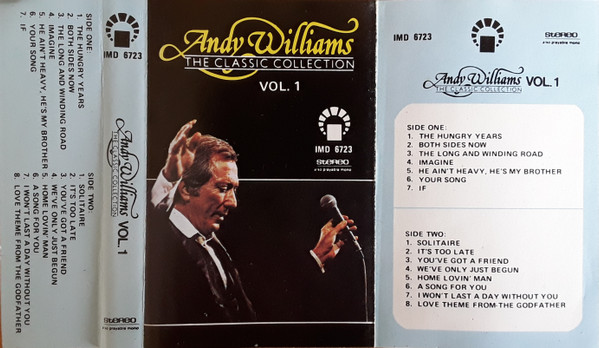 IMD 6723
SIDE ONE:
1. THE HUNGRY YEARS
2. BOTH SIDES NOW
3. THE LONG AND WINDING ROAD
4. IMAGINE
5. HE AIN'T HEAVY, HE'S MY BROTHER
6. YOUR SONG
7. IF
SIDE TWO:
1. SOLITAIRE
2. IT'S TOO LATE
3. YOU'VE GOT A FRIEND
4. WE'VE ONLY JUST BEGUN
5. HOME LOVIN' MAN
6. A SONG FOR YOU
7. I WON'T LAST A DAY WITHOUT YOU
8. LOVE THEME FROM THE GODFATHER
IMD 6723
Andy Williams
THE CLASSIC COLLECTION
VOL. 1
stereo
Andy Williams
THE CLASSIC COLLECTION
VOL. 1
IMD 6723
stereo
IMD 6723
stereo
Andy Williams VOL. 1
THE CLASSIC COLLECTION
SIDE ONE:
1. THE HUNGRY YEARS
2. BOTH SIDES NOW
3. THE LONG AND WINDING ROAD
4. IMAGINE
5. HE AIN'T HEAVY, HE'S MY BROTHER
6. YOUR SONG
7. IF
SIDE TWO:
1. SOLITAIRE
2. IT'S TOO LATE
3. YOU'VE GOT A FRIEND
4. WE'VE ONLY JUST BEGUN
5. HOME LOVIN' MAN
6. A SONG FOR YOU
7. I WON'T LAST A DAY WITHOUT YOU
8. LOVE THEME FROM THE GODFATHER